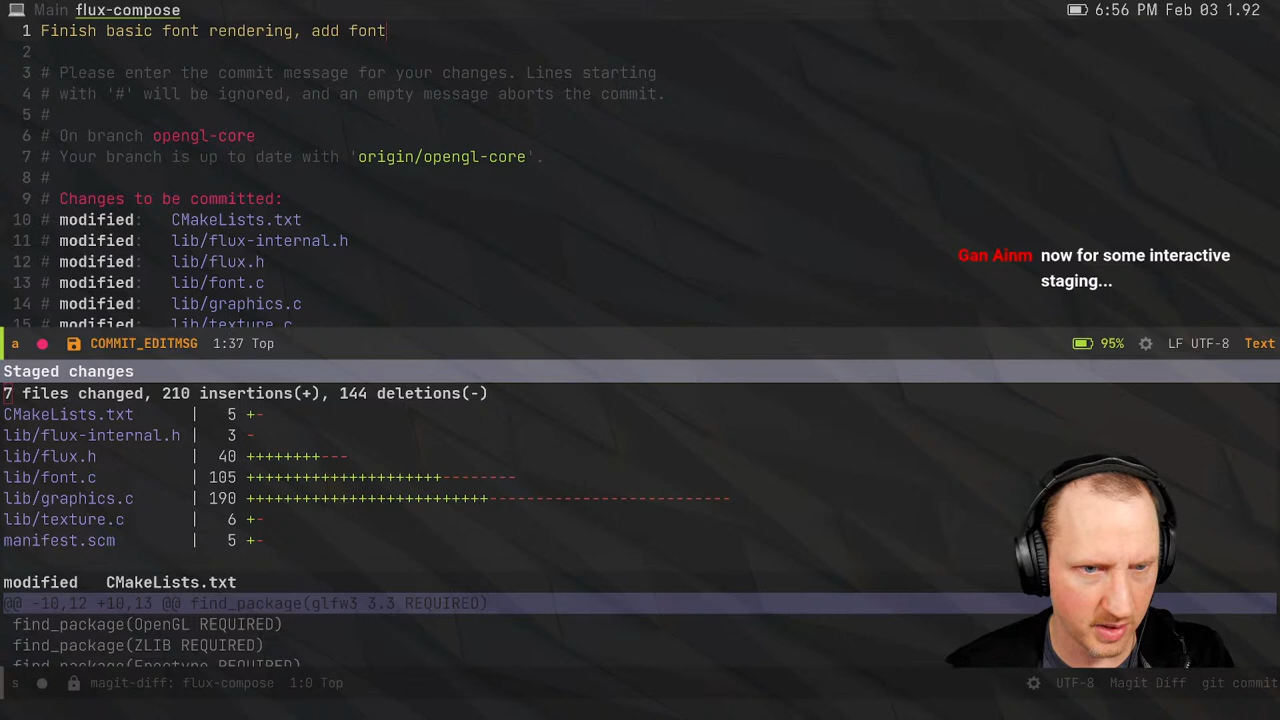 Main flux-compose
6:56 PM Feb 03 1.92
1 Finish basic font rendering, add font
2
3 # Please enter the commit message for your changes. Lines starting
4 # with '#' will be ignored, and an empty message aborts the commit.
5 #
6 # On branch opengl-core
7 # Your branch is up to date with 'origin/opengl-core'.
8 #
9 # Changes to be committed:
10 # modified:   CMakeLists.txt
11 # modified:   lib/flux-internal.h
12 # modified:   lib/flux.h
13 # modified:   lib/font.c
14 # modified:   lib/graphics.c
15 # modified:   lib/texture.c
Gan Ainm now for some interactive
staging...
a COMMIT_EDITMSG 1:37 Top 95% LF UTF-8 Text
Staged changes
7 files changed, 210 insertions(+), 144 deletions(-)
CMakeLists.txt | 5 +-
lib/flux-internal.h | 3 -
lib/flux.h | 40 ++++++++---
lib/font.c | 105 +++++++++++++++++++++--------
lib/graphics.c | 190 ++++++++++++++++++++++++++--------------------------
lib/texture.c | 6 +-
manifest.scm | 5 +-
modified   CMakeLists.txt
@@ -10,12 +10,13 @@ find_package(glfw3 3.3 REQUIRED)
find_package(OpenGL REQUIRED)
find_package(ZLIB REQUIRED)
find_package(Freetype REQUIRED)
s magit-diff: flux-compose 1:0 Top UTF-8 Magit Diff git commit